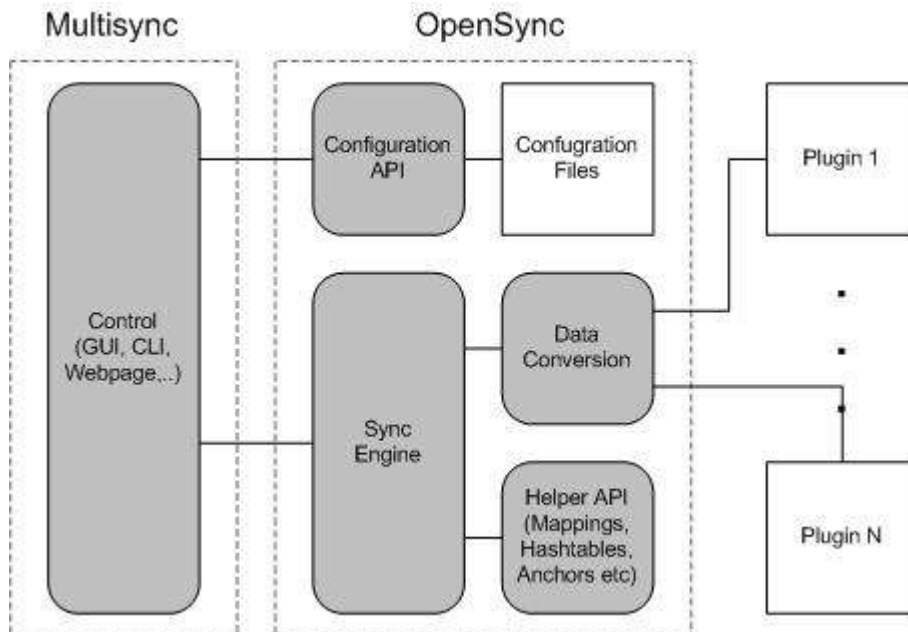 Multisync
OpenSync
Configuration
API
Confugration
Files
Plugin 1
Control
(GUI, CLI,
Webpage,..)
Data
Conversion
Sync
Engine
Helper API
(Mappings,
Hashtables,
Anchors etc)
Plugin N